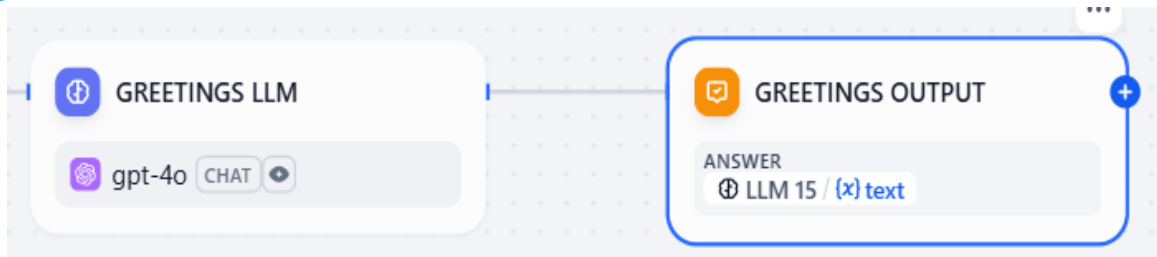 GREETINGS LLM
gpt-4o CHAT
GREETINGS OUTPUT
ANSWER
LLM 15 / {x} text